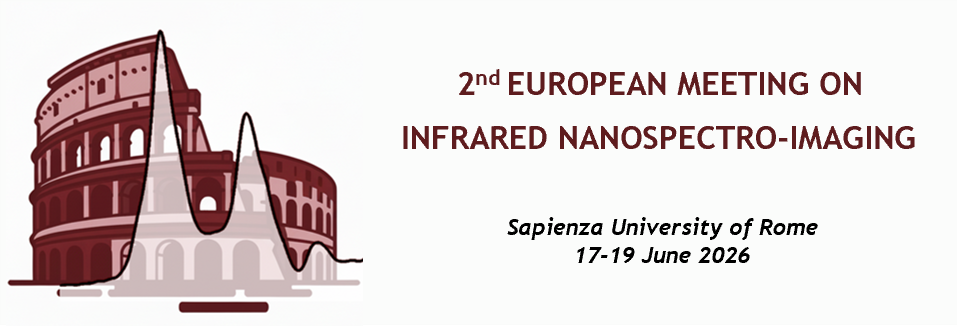 2nd EUROPEAN MEETING ON
INFRARED NANOSPECTRO-IMAGING
Sapienza University of Rome
17-19 June 2026